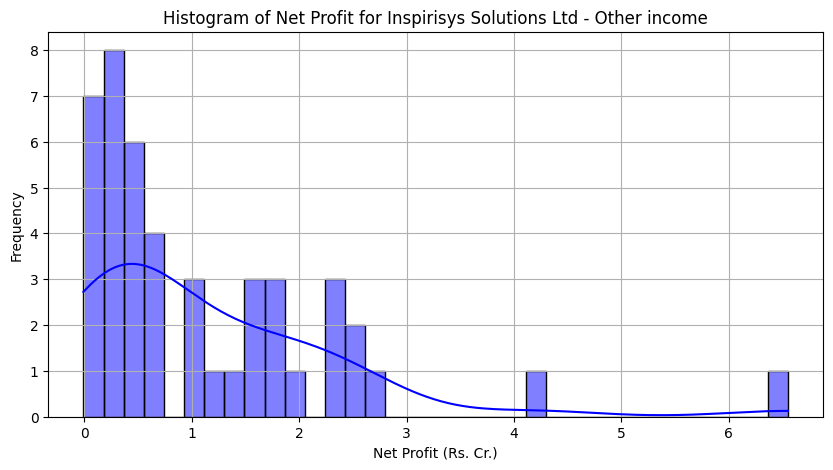 Histogram of Net Profit for Inspirisys Solutions Ltd - Other income
8
7
6
5
4
3
2
1
0
Frequency
0 1 2 3 4 5 6
Net Profit (Rs. Cr.)